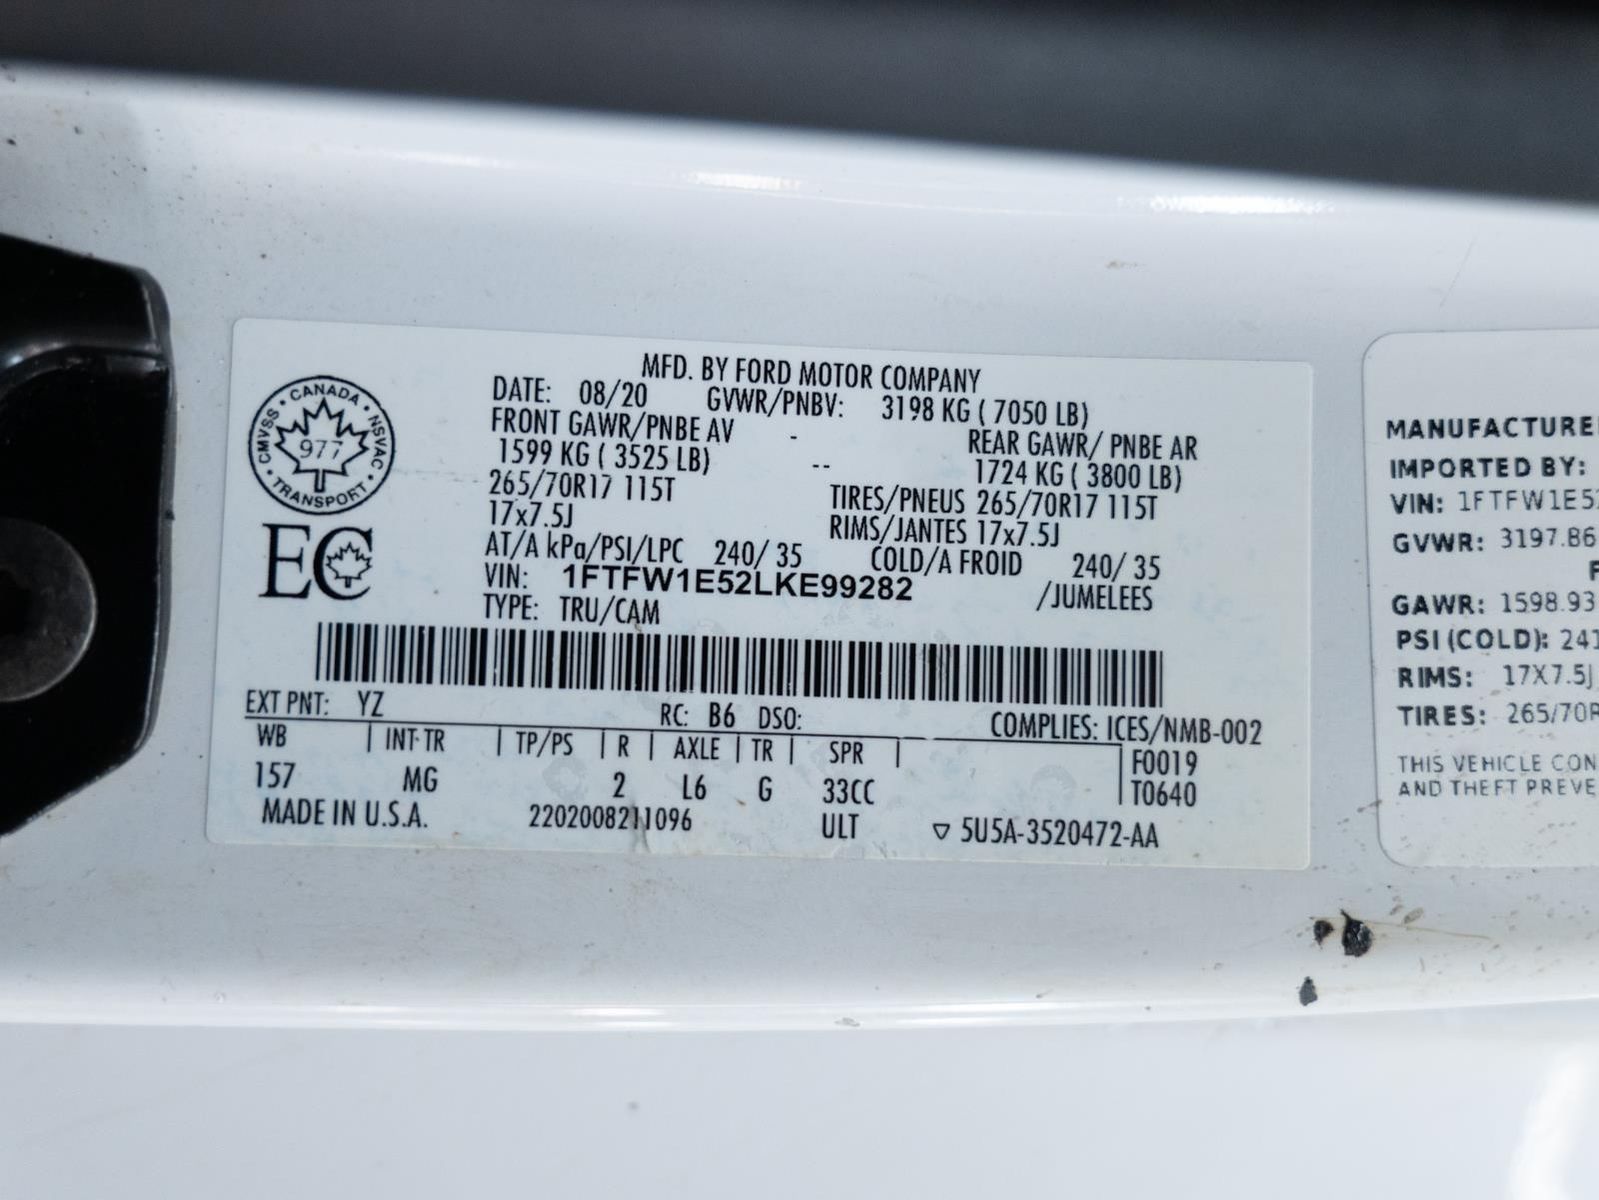 MFD. BY FORD MOTOR COMPANY
DATE: 08/20 GVWR/PNBV: 3198 KG ( 7050 LB)
FRONT GAWR/PNBE AV - REAR GAWR/ PNBE AR
1599 KG ( 3525 LB) -- 1724 KG ( 3800 LB)
265/70R17 115T TIRES/PNEUS 265/70R17 115T
17x7.5J RIMS/JANTES 17x7.5J
AT/A kPa/PSI/LPC 240/ 35 COLD/A FROID 240/ 35
VIN: 1FTFW1E52LKE99282 /JUMELEES
TYPE: TRU/CAM
CANADA
CMVSS 977 NSVAC
TRANSPORT
EC
EXT PNT: YZ RC: B6 DSO: COMPLIES: ICES/NMB-002
WB | INT TR | TP/PS | R | AXLE | TR | SPR | F0019
157 MG 2 L6 G 33CC T0640
MADE IN U.S.A. 2202008211096 ULT ▽ 5U5A-3520472-AA
MANUFACTURE
IMPORTED BY:
VIN: 1FTFW1E5
GVWR: 3197.86
F
GAWR: 1598.93
PSI (COLD): 241
RIMS: 17X7.5J
TIRES: 265/70R
THIS VEHICLE CON
AND THEFT PREVE